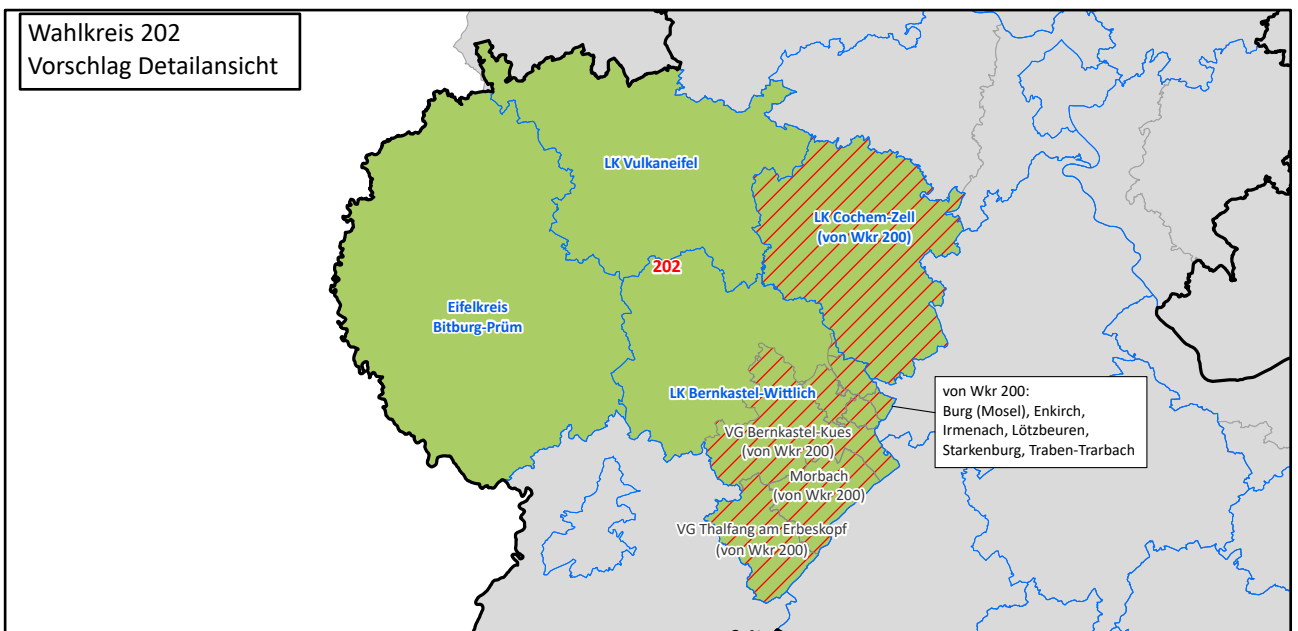 Wahlkreis 202
Vorschlag Detailansicht
LK Vulkaneifel
LK Cochem-Zell
(von Wkr 200)
202
Eifelkreis
Bitburg-Prüm
LK Bernkastel-Wittlich
von Wkr 200:
Burg (Mosel), Enkirch,
Irmenach, Lötzbeuren,
Starkenburg, Traben-Trarbach
VG Bernkastel-Kues
(von Wkr 200)
Morbach
(von Wkr 200)
VG Thalfang am Erbeskopf
(von Wkr 200)